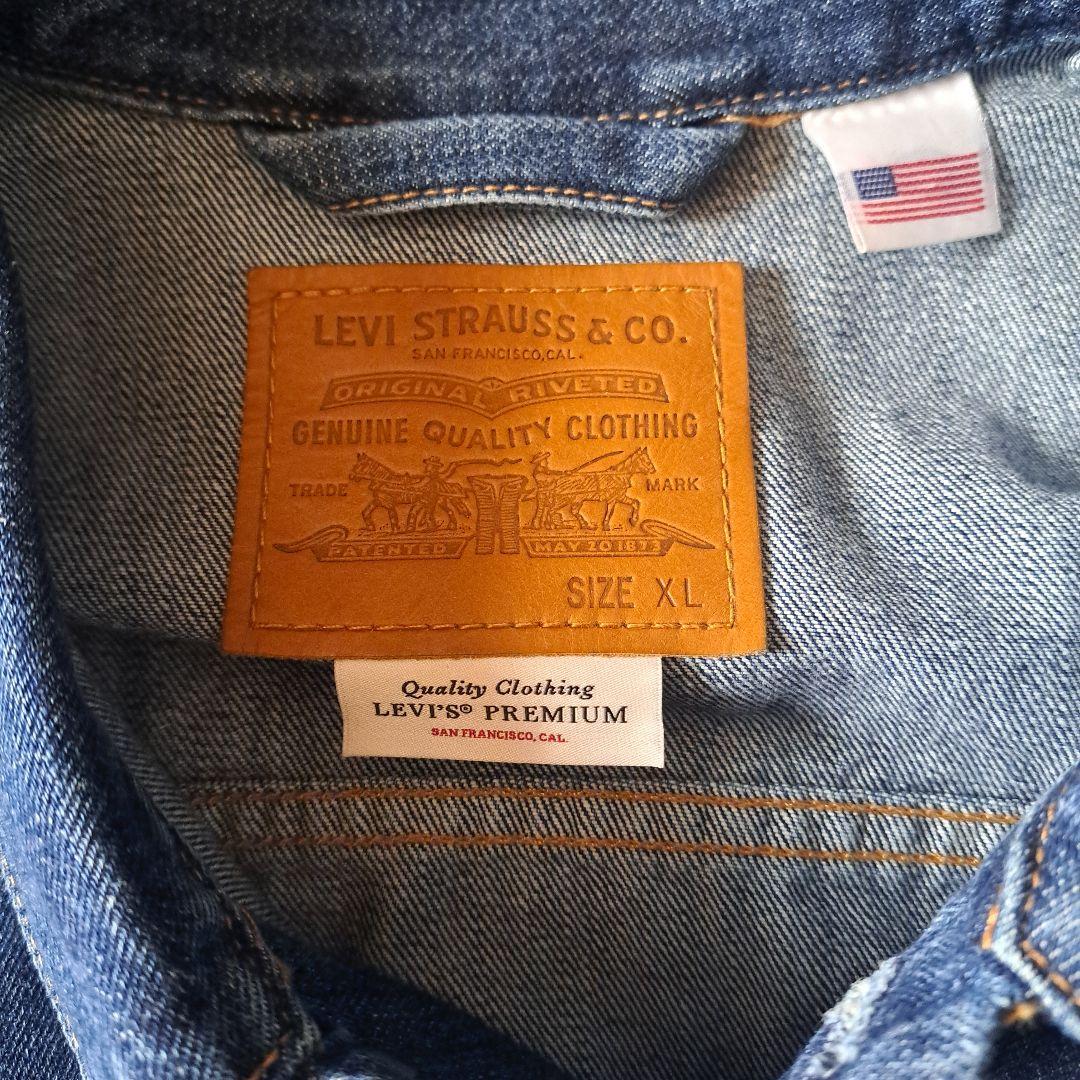 LEVI STRAUSS & CO.
SAN FRANCISCO, CAL.
ORIGINAL RIVETED
GENUINE QUALITY CLOTHING
TRADE MARK
PATENTED MAY 20 1873
SIZE XL
Quality Clothing
LEVI'S® PREMIUM
SAN FRANCISCO, CAL.